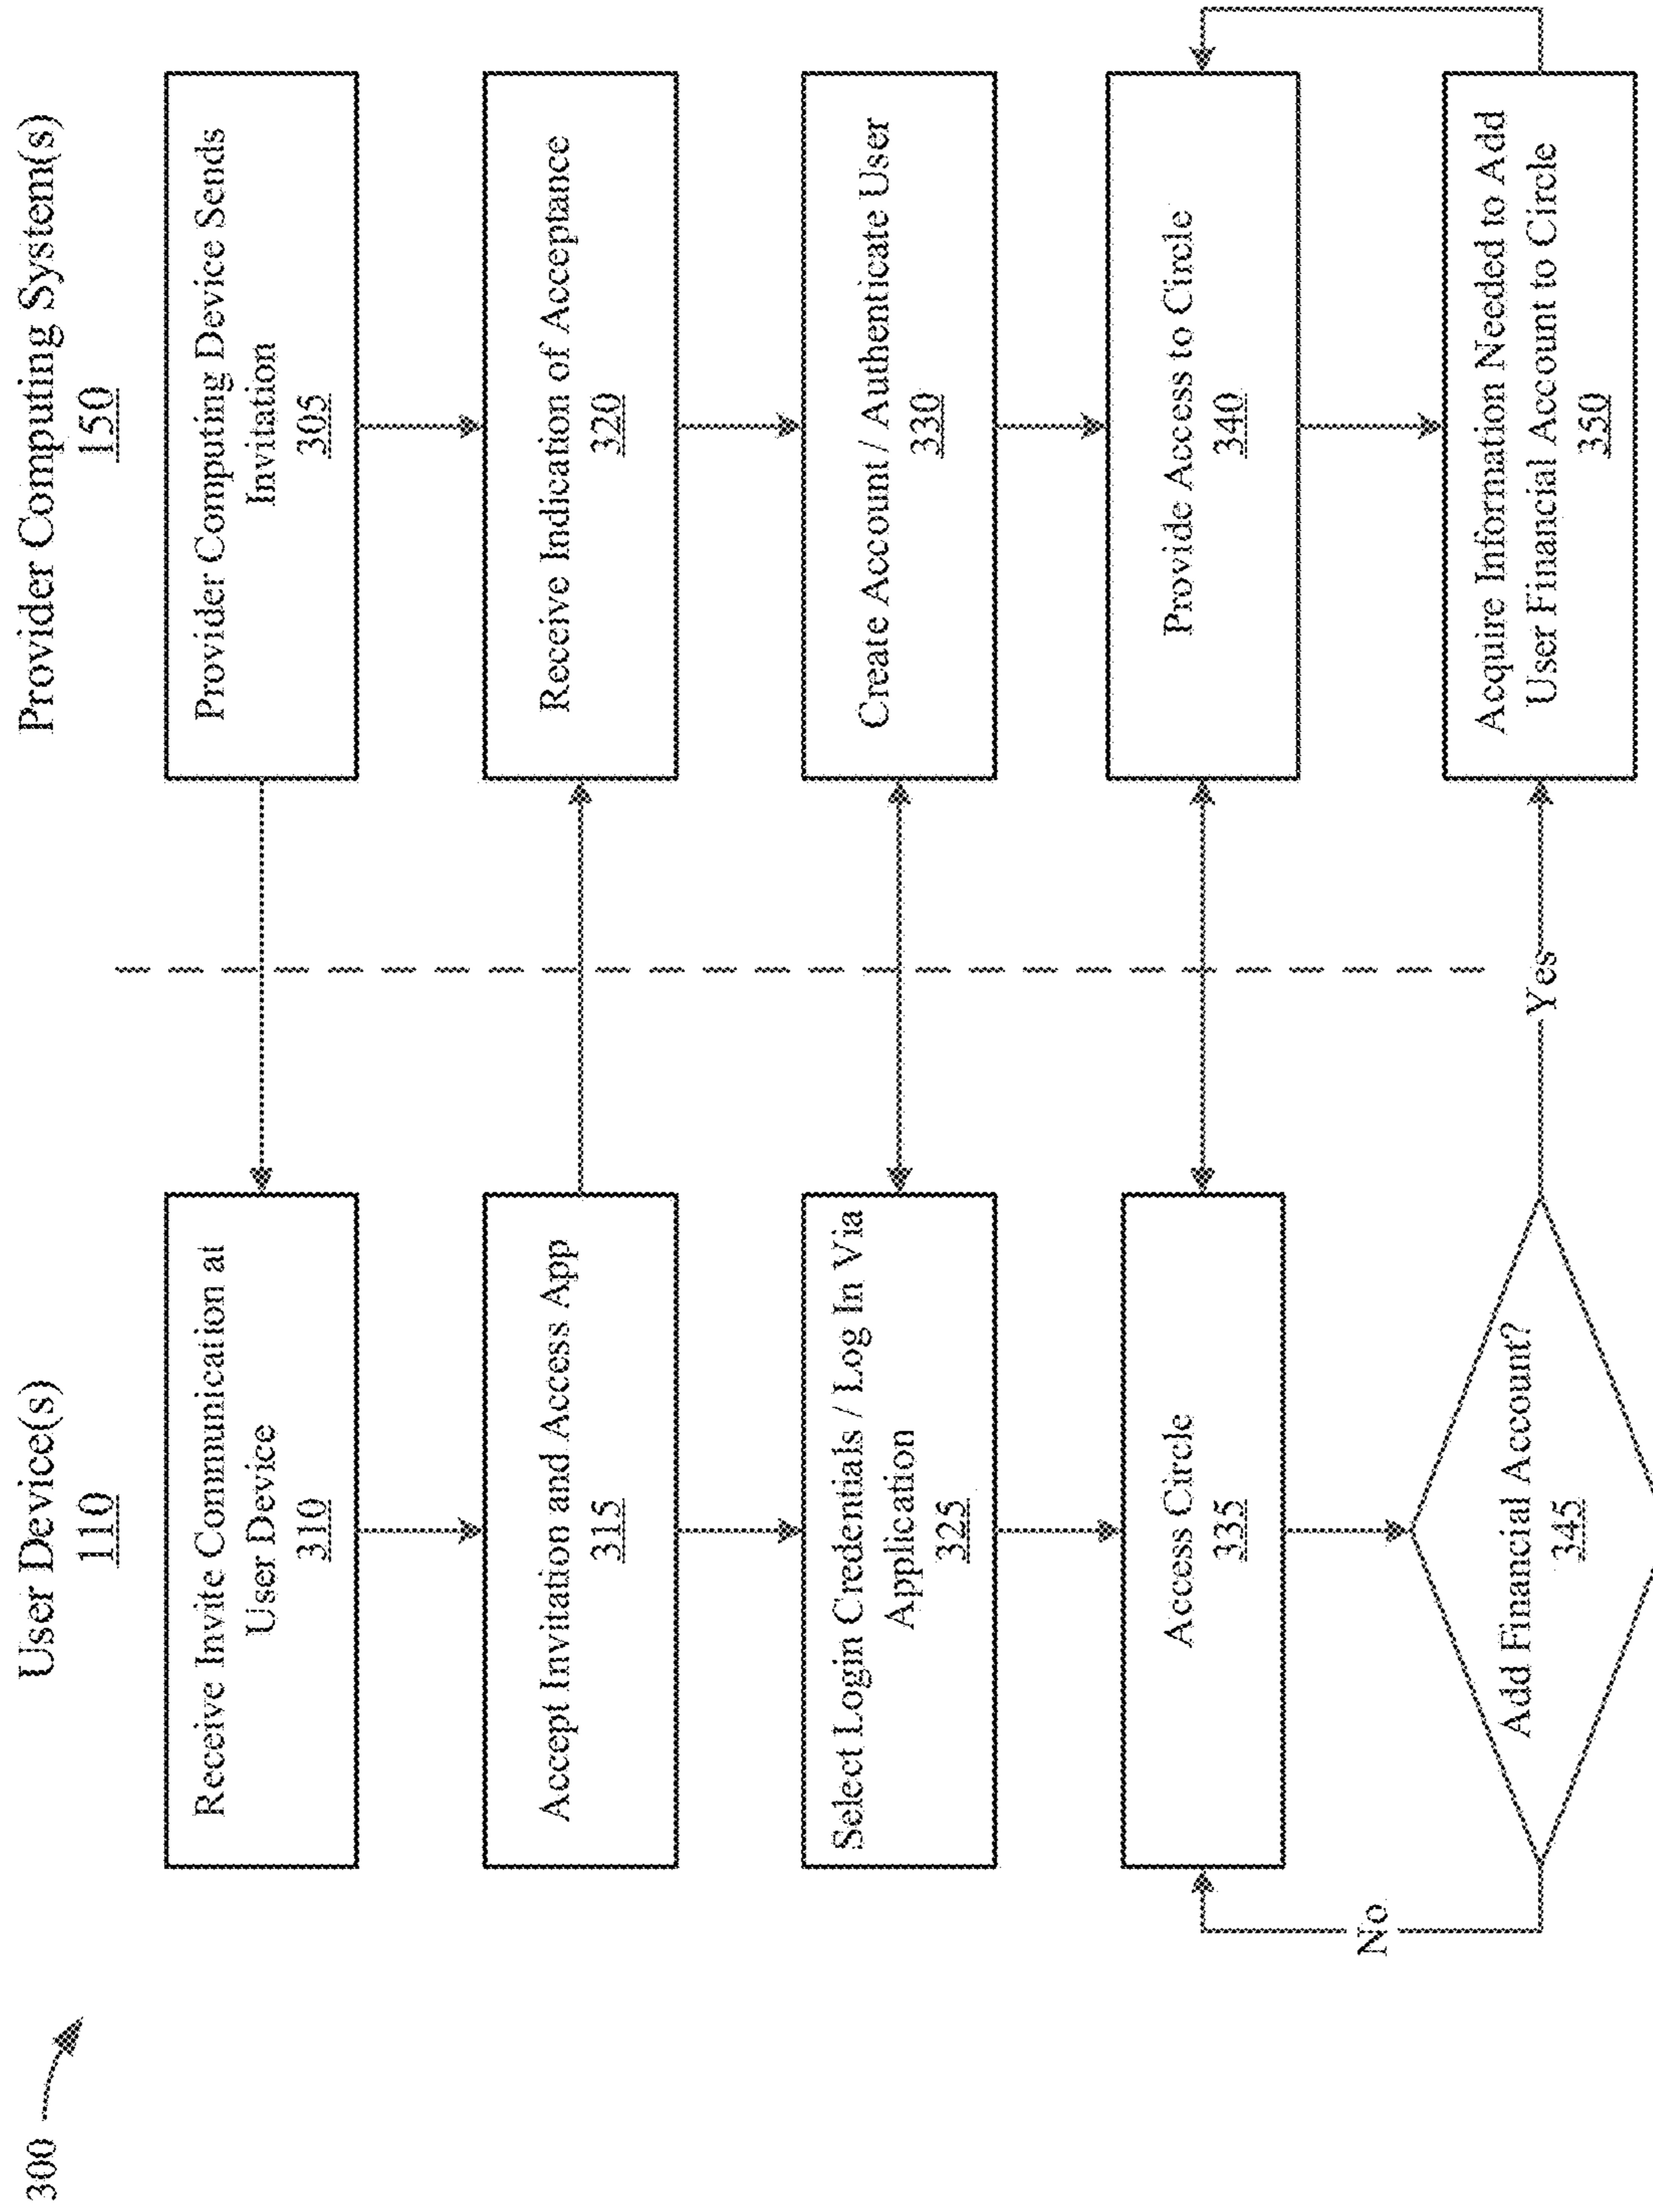 300
User Device(s)
110
Provider Computing System(s)
150
Receive Invite Communication at
User Device
310
Provider Computing Device Sends
Invitation
305
Accept Invitation and Access App
315
Receive Indication of Acceptance
320
Select Login Credentials / Log In Via
Application
325
Create Account / Authenticate User
330
Access Circle
335
Provide Access to Circle
340
No
Add Financial Account?
345
Yes
Acquire Information Needed to Add
User Financial Account to Circle
350